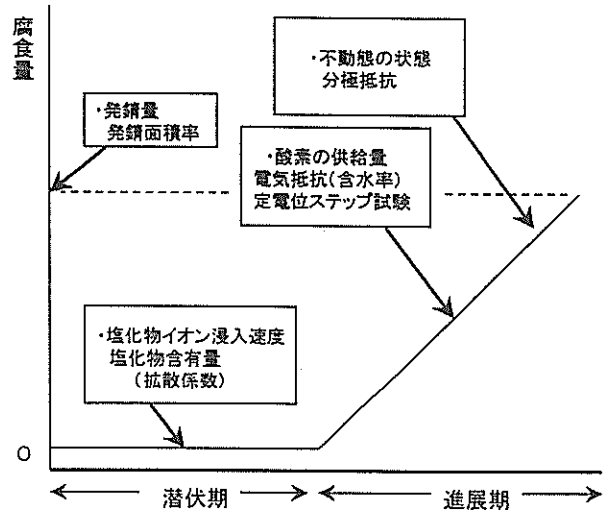 腐食量
・不動態の状態
分極抵抗
・発錆量
発錆面積率
・酸素の供給量
電気抵抗(含水率)
定電位ステップ試験
・塩化物イオン浸入速度
塩化物含有量
(拡散係数)
0
潜伏期
進展期